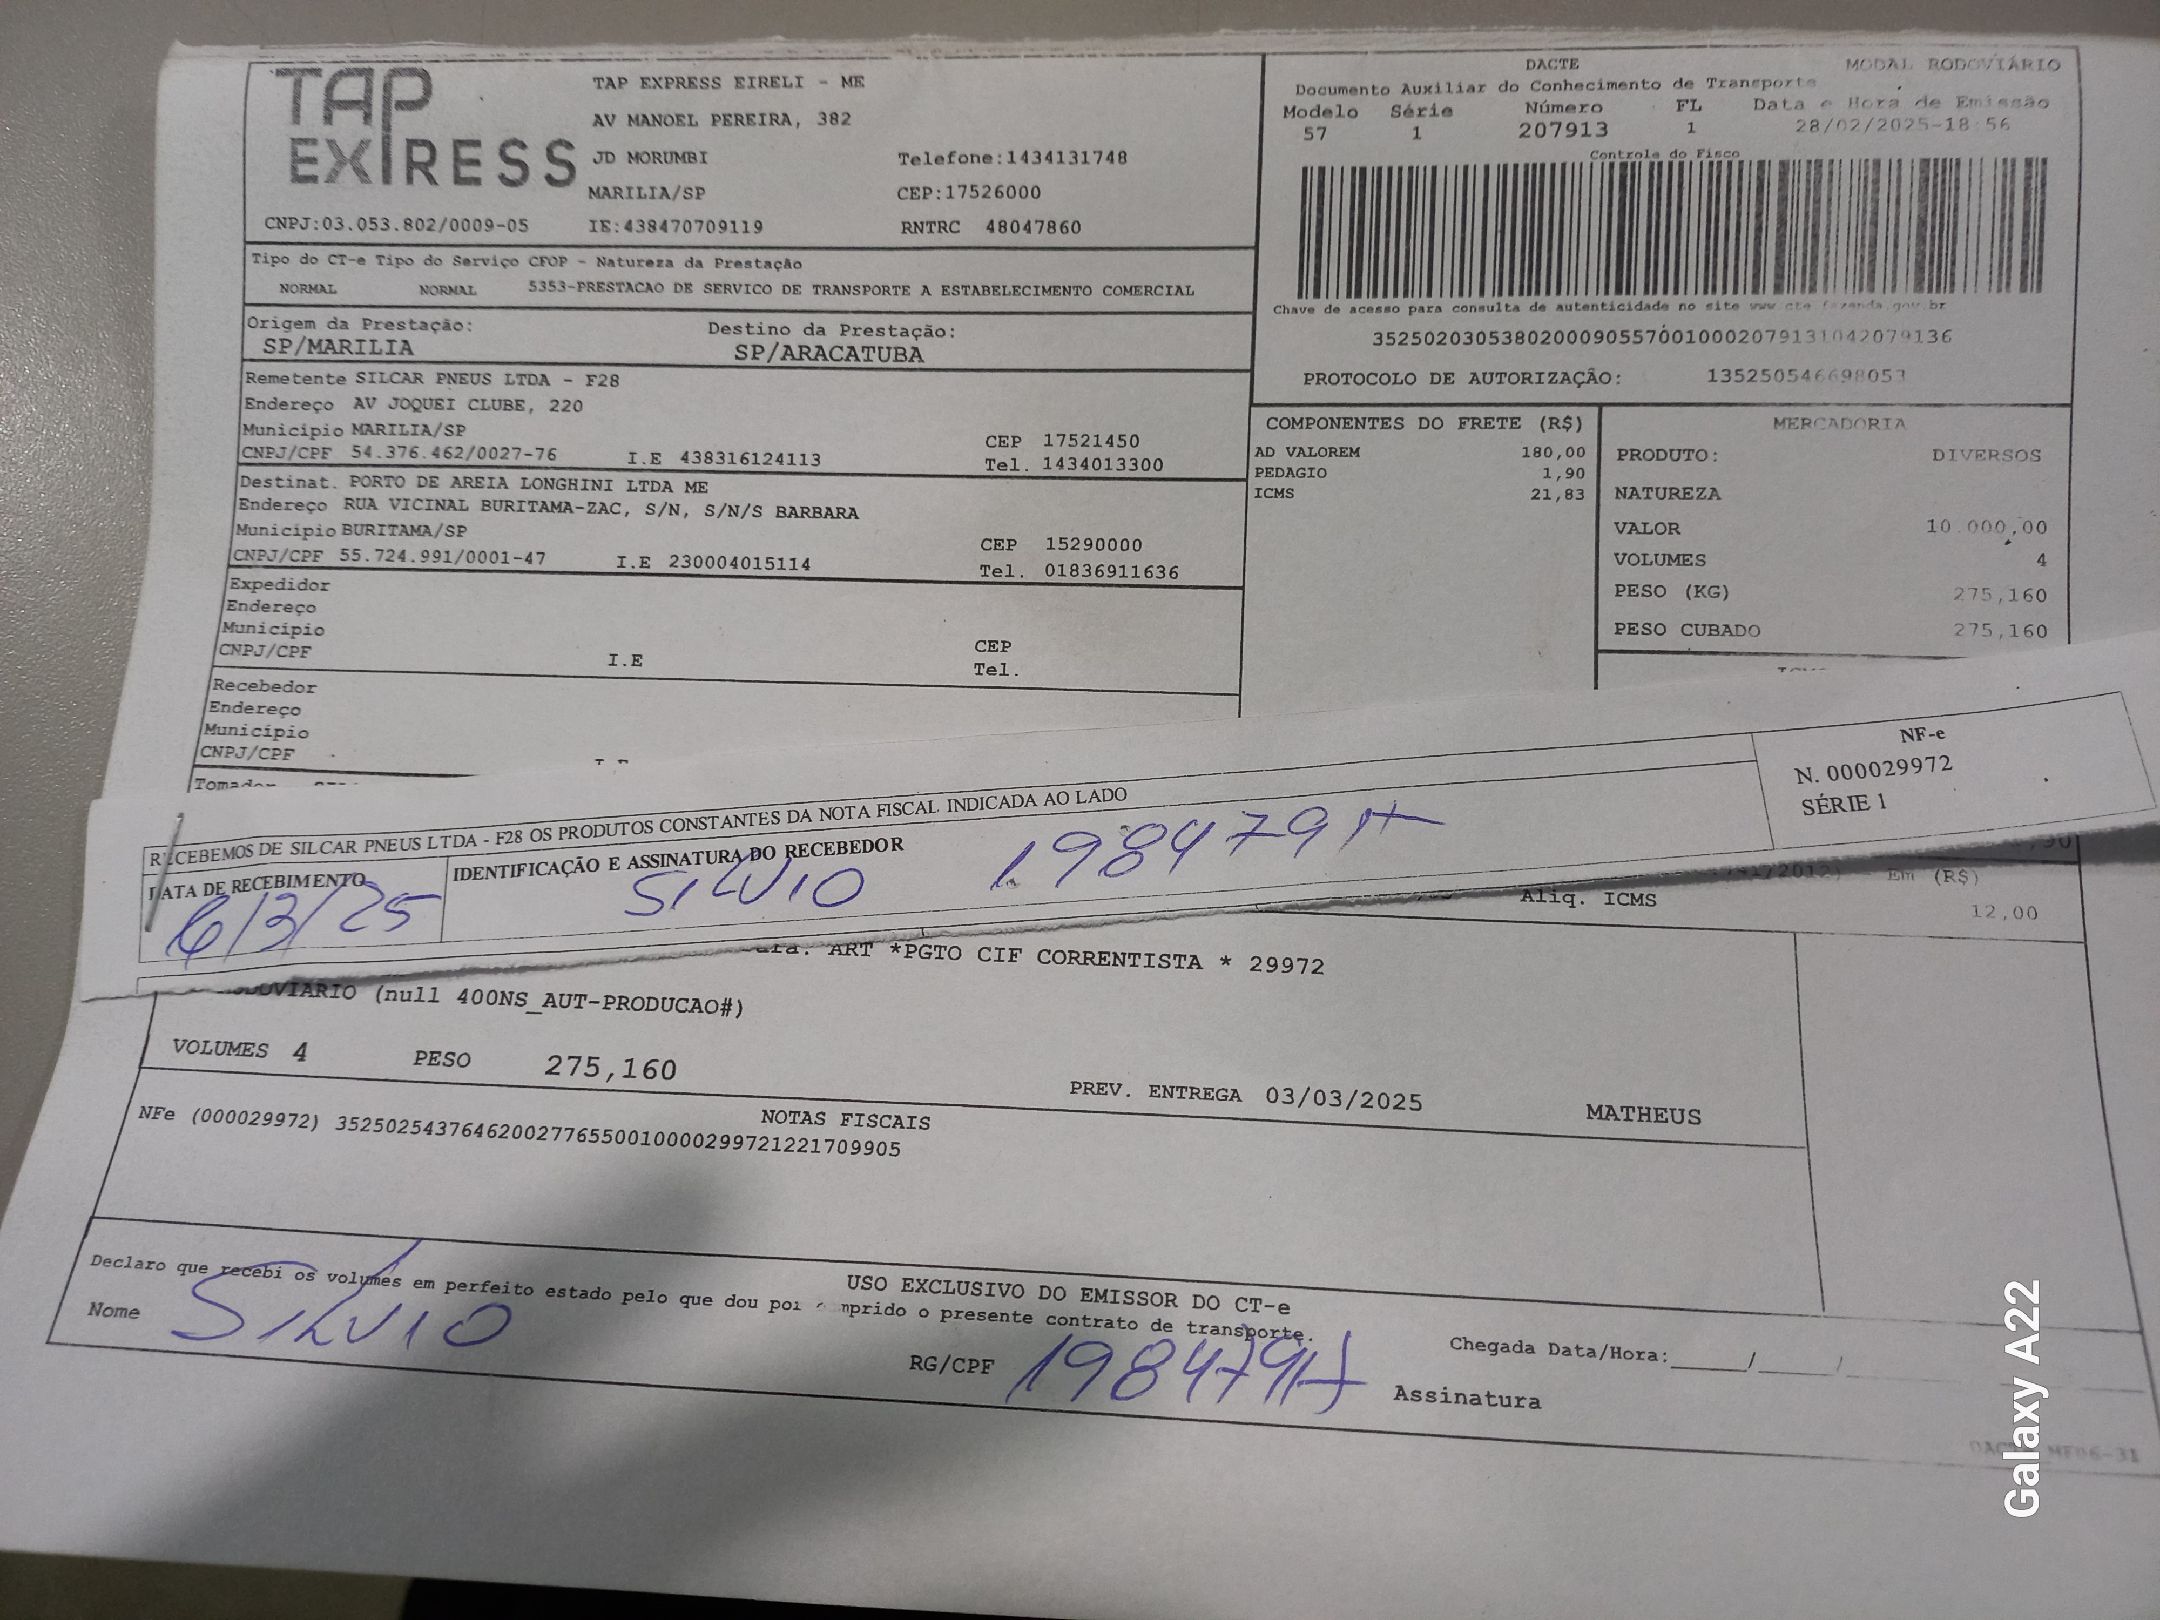 TAP EXPRESS
TAP EXPRESS EIRELI - ME
AV MANOEL PEREIRA, 382
JD MORUMBI Telefone:1434131748
MARILIA/SP CEP:17526000
CNPJ:03.053.802/0009-05 IE:438470709119 RNTRC 48047860
DACTE MODAL RODOVIÁRIO
Documento Auxiliar do Conhecimento de Transporte
Modelo Série Número FL Data e Hora de Emissão
57 1 207913 1 28/02/2025-18:56
Controle do Fisco
Chave de acesso para consulta de autenticidade no site www.cte.fazenda.gov.br
35250203053802000905570010002079131042079136
PROTOCOLO DE AUTORIZAÇÃO: 135250546698053
Tipo do CT-e Tipo do Serviço CFOP - Natureza da Prestação
NORMAL NORMAL 5353-PRESTACAO DE SERVICO DE TRANSPORTE A ESTABELECIMENTO COMERCIAL
Origem da Prestação: Destino da Prestação:
SP/MARILIA SP/ARACATUBA
Remetente SILCAR PNEUS LTDA - F28
Endereço AV JOQUEI CLUBE, 220
Município MARILIA/SP CEP 17521450
CNPJ/CPF 54.376.462/0027-76 I.E 438316124113 Tel. 1434013300
Destinat. PORTO DE AREIA LONGHINI LTDA ME
Endereço RUA VICINAL BURITAMA-ZAC, S/N, S/N/S BARBARA
Município BURITAMA/SP CEP 15290000
CNPJ/CPF 55.724.991/0001-47 I.E 230004015114 Tel. 01836911636
Expedidor
Endereço
Município CEP
CNPJ/CPF I.E Tel.
Recebedor
Endereço
Município
CNPJ/CPF
Tomador
COMPONENTES DO FRETE (R$)
AD VALOREM 180,00
PEDAGIO 1,90
ICMS 21,83
MERCADORIA
PRODUTO: DIVERSOS
NATUREZA
VALOR 10.000,00
VOLUMES 4
PESO (KG) 275,160
PESO CUBADO 275,160
RECEBEMOS DE SILCAR PNEUS LTDA - F28 OS PRODUTOS CONSTANTES DA NOTA FISCAL INDICADA AO LADO
DATA DE RECEBIMENTO IDENTIFICAÇÃO E ASSINATURA DO RECEBEDOR
6/3/25 SILVIO
NF-e
N. 000029972
SÉRIE 1
Em (R$)
Aliq. ICMS 12,00
ART *PGTO CIF CORRENTISTA * 29972
(null 400NS_AUT-PRODUCAO#)
VOLUMES 4 PESO 275,160 PREV. ENTREGA 03/03/2025 MATHEUS
NOTAS FISCAIS
NFe (000029972) 35250254376462002776550010000299721221709905
USO EXCLUSIVO DO EMISSOR DO CT-e
Declaro que recebi os volumes em perfeito estado pelo que dou por mprido o presente contrato de transporte.
Nome SILVIO RG/CPF Chegada Data/Hora:_____/_____/
Assinatura
Galaxy A22